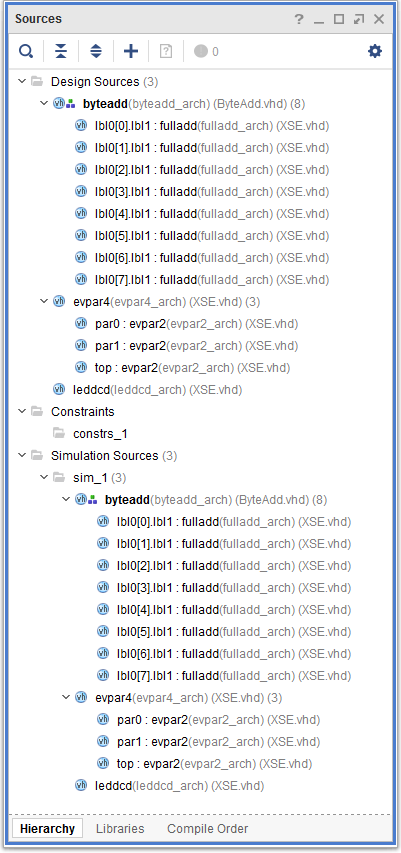 Sources
0
Design Sources (3)
byteadd(byteadd_arch) (ByteAdd.vhd) (8)
lbl0[0].lbl1 : fulladd(fulladd_arch) (XSE.vhd)
lbl0[1].lbl1 : fulladd(fulladd_arch) (XSE.vhd)
lbl0[2].lbl1 : fulladd(fulladd_arch) (XSE.vhd)
lbl0[3].lbl1 : fulladd(fulladd_arch) (XSE.vhd)
lbl0[4].lbl1 : fulladd(fulladd_arch) (XSE.vhd)
lbl0[5].lbl1 : fulladd(fulladd_arch) (XSE.vhd)
lbl0[6].lbl1 : fulladd(fulladd_arch) (XSE.vhd)
lbl0[7].lbl1 : fulladd(fulladd_arch) (XSE.vhd)
evpar4(evpar4_arch) (XSE.vhd) (3)
par0 : evpar2(evpar2_arch) (XSE.vhd)
par1 : evpar2(evpar2_arch) (XSE.vhd)
top : evpar2(evpar2_arch) (XSE.vhd)
leddcd(leddcd_arch) (XSE.vhd)
Constraints
constrs_1
Simulation Sources (3)
sim_1 (3)
byteadd(byteadd_arch) (ByteAdd.vhd) (8)
lbl0[0].lbl1 : fulladd(fulladd_arch) (XSE.vhd)
lbl0[1].lbl1 : fulladd(fulladd_arch) (XSE.vhd)
lbl0[2].lbl1 : fulladd(fulladd_arch) (XSE.vhd)
lbl0[3].lbl1 : fulladd(fulladd_arch) (XSE.vhd)
lbl0[4].lbl1 : fulladd(fulladd_arch) (XSE.vhd)
lbl0[5].lbl1 : fulladd(fulladd_arch) (XSE.vhd)
lbl0[6].lbl1 : fulladd(fulladd_arch) (XSE.vhd)
lbl0[7].lbl1 : fulladd(fulladd_arch) (XSE.vhd)
evpar4(evpar4_arch) (XSE.vhd) (3)
par0 : evpar2(evpar2_arch) (XSE.vhd)
par1 : evpar2(evpar2_arch) (XSE.vhd)
top : evpar2(evpar2_arch) (XSE.vhd)
leddcd(leddcd_arch) (XSE.vhd)
Hierarchy Libraries Compile Order